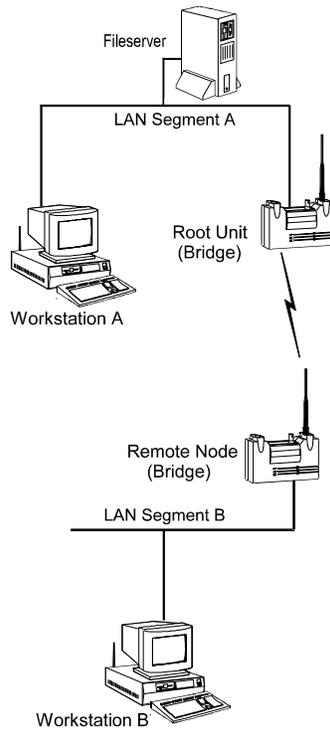 Fileserver
LAN Segment A
Root Unit
(Bridge)
Workstation A
Remote Node
(Bridge)
LAN Segment B
Workstation B